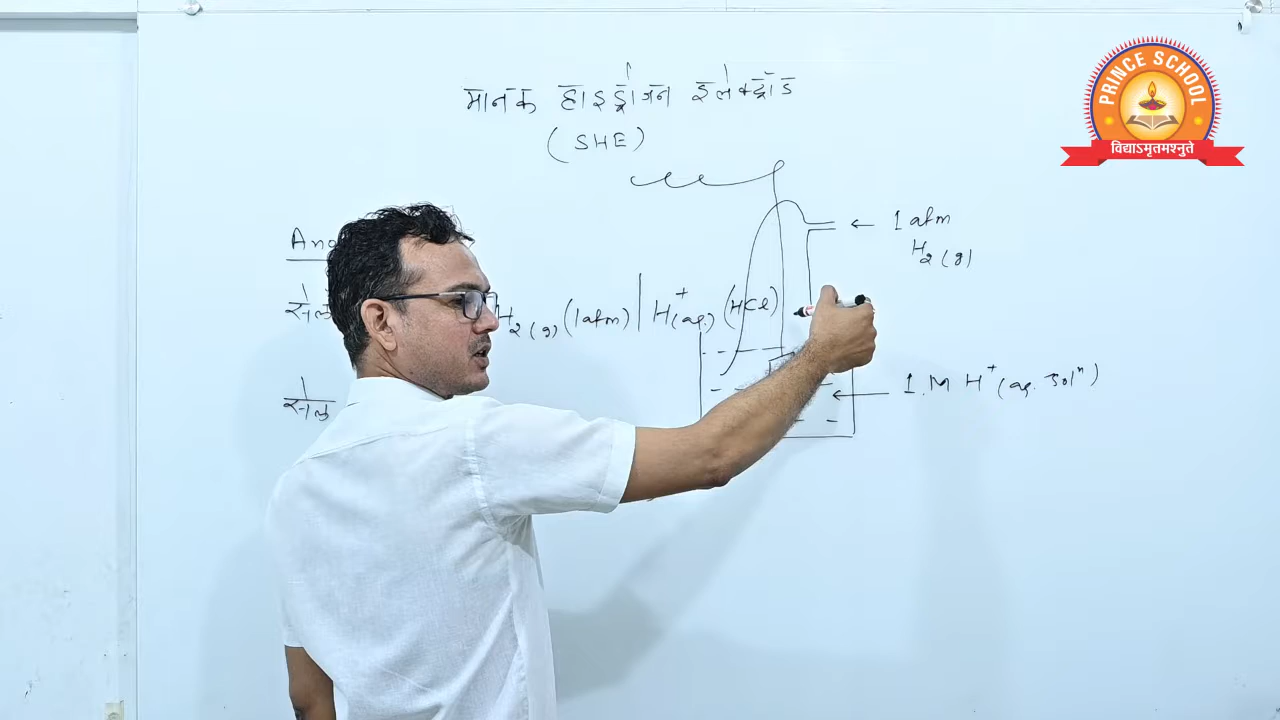 PRINCE SCHOOL
विद्याऽमृतमश्नुते
मानक हाइड्रोजन इलेक्ट्रॉड
(SHE)
← 1 atm
H2(g)
Ano
H2(g) (1atm) | H+(aq.) (HCl)
← 1.M H+ (aq. Solⁿ)